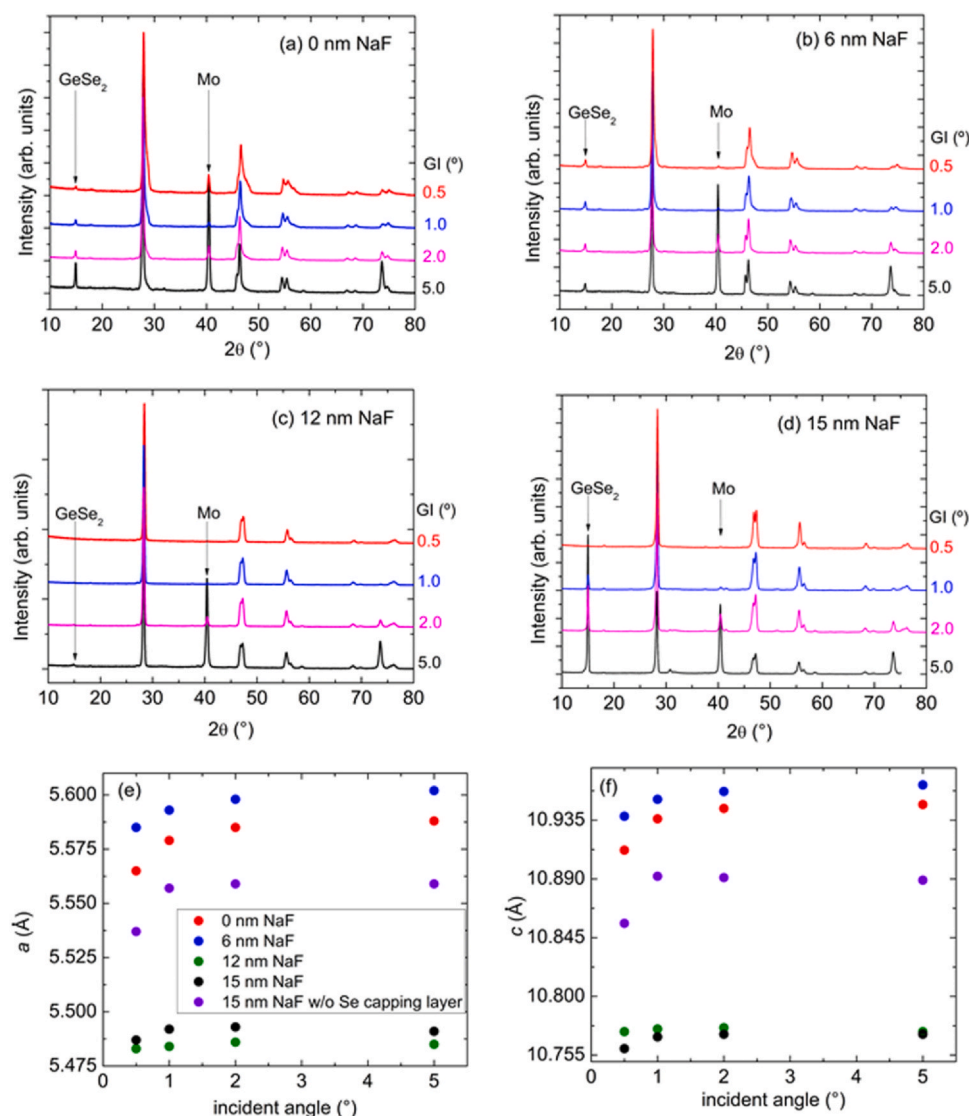 (a) 0 nm NaF
GeSe₂
Mo
GI (º)
0.5
1.0
2.0
5.0
Intensity (arb. units)
10 20 30 40 50 60 70 80
2θ (°)
(b) 6 nm NaF
GeSe₂
Mo
GI (º)
0.5
1.0
2.0
5.0
Intensity (arb. units)
10 20 30 40 50 60 70 80
2θ (°)
(c) 12 nm NaF
GeSe₂
Mo
GI (º)
0.5
1.0
2.0
5.0
Intensity (arb. units)
10 20 30 40 50 60 70 80
2θ (°)
(d) 15 nm NaF
GeSe₂
Mo
GI (º)
0.5
1.0
2.0
5.0
Intensity (arb. units)
10 20 30 40 50 60 70 80
2θ (°)
(e)
5.600
5.575
5.550
5.525
5.500
5.475
a (Å)
0 nm NaF
6 nm NaF
12 nm NaF
15 nm NaF
15 nm NaF w/o Se capping layer
0 1 2 3 4 5
incident angle (°)
(f)
10.935
10.890
10.845
10.800
10.755
c (Å)
0 1 2 3 4 5
incident angle (°)